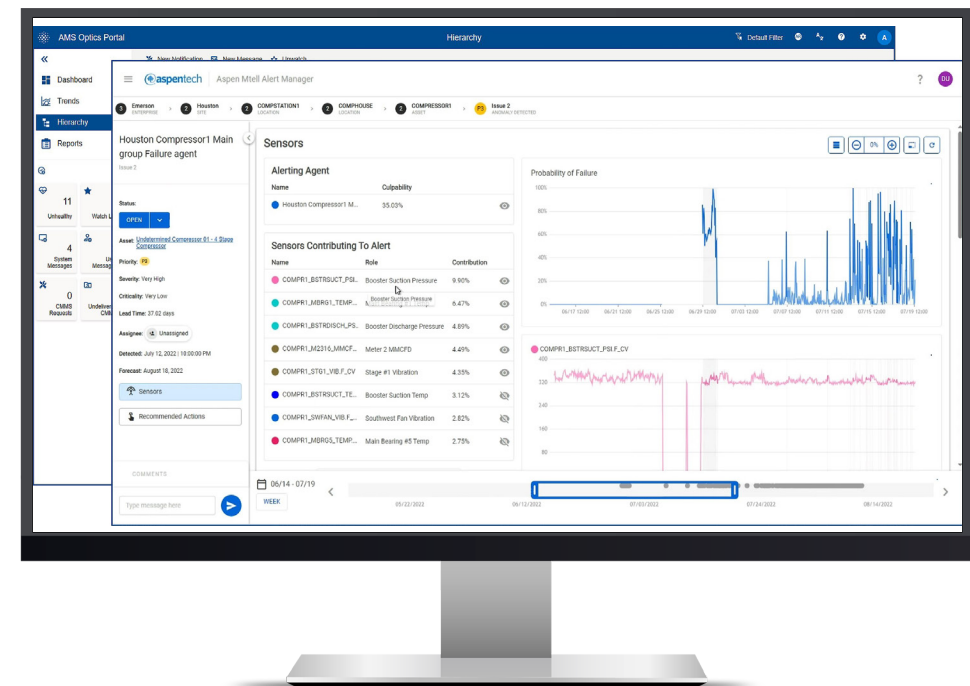 AMS Optics Portal
Hierarchy
Default Filter
A
New Notification
New Message
Unwatch
Dashboard
Trends
Hierarchy
Reports
11
Unhealthy
Watch L
4
System
Messages
Messag
0
CMMS
Requests
Undeliver
aspentech
Aspen Mtell Alert Manager
?
DU
3 Emerson
ENTERPRISE
2 Houston
SITE
2 COMPSTATION1
LOCATION
2 COMPHOUSE
LOCATION
2 COMPRESSOR1
ASSET
P3 Issue 2
ANOMALY DETECTED
Houston Compressor1 Main
group Failure agent
Issue 2
Status:
OPEN
Asset: Undetermined Compressor 01 - 4 Stage
Compressor
Priority: P3
Severity: Very High
Criticality: Very Low
Lead Time: 37.02 days
Assignee: Unassigned
Detected: July 12, 2022 | 10:00:00 PM
Forecast: August 18, 2022
Sensors
Recommended Actions
COMMENTS
Type message here
Sensors
0%
Alerting Agent
Name Culpability
Houston Compressor1 M... 35.03%
Sensors Contributing To Alert
Name Role Contribution
COMPR1_BSTRSUCT_PSI... Booster Suction Pressure 9.90%
Booster Suction Pressure
COMPR1_MBRG1_TEMP... 6.47%
COMPR1_BSTRDISCH_PS... Booster Discharge Pressure 4.89%
COMPR1_M2316_MMCF... Meter 2 MMCFD 4.49%
COMPR1_STG1_VIB.F_CV Stage #1 Vibration 4.35%
COMPR1_BSTRSUCT_TE... Booster Suction Temp 3.12%
COMPR1_SWFAN_VIB.F_... Southwest Fan Vibration 2.82%
COMPR1_MBRG5_TEMP... Main Bearing #5 Temp 2.75%
Probability of Failure
100%
80%
60%
40%
20%
0%
06/17 12:00 06/21 12:00 06/25 12:00 06/29 12:00 07/03 12:00 07/07 12:00 07/11 12:00 07/15 12:00 07/19 12:00
COMPR1_BSTRSUCT_PSI.F_CV
400
320
240
160
80
06/14 - 07/19
WEEK
05/22/2022 06/12/2022 07/03/2022 07/24/2022 08/14/2022